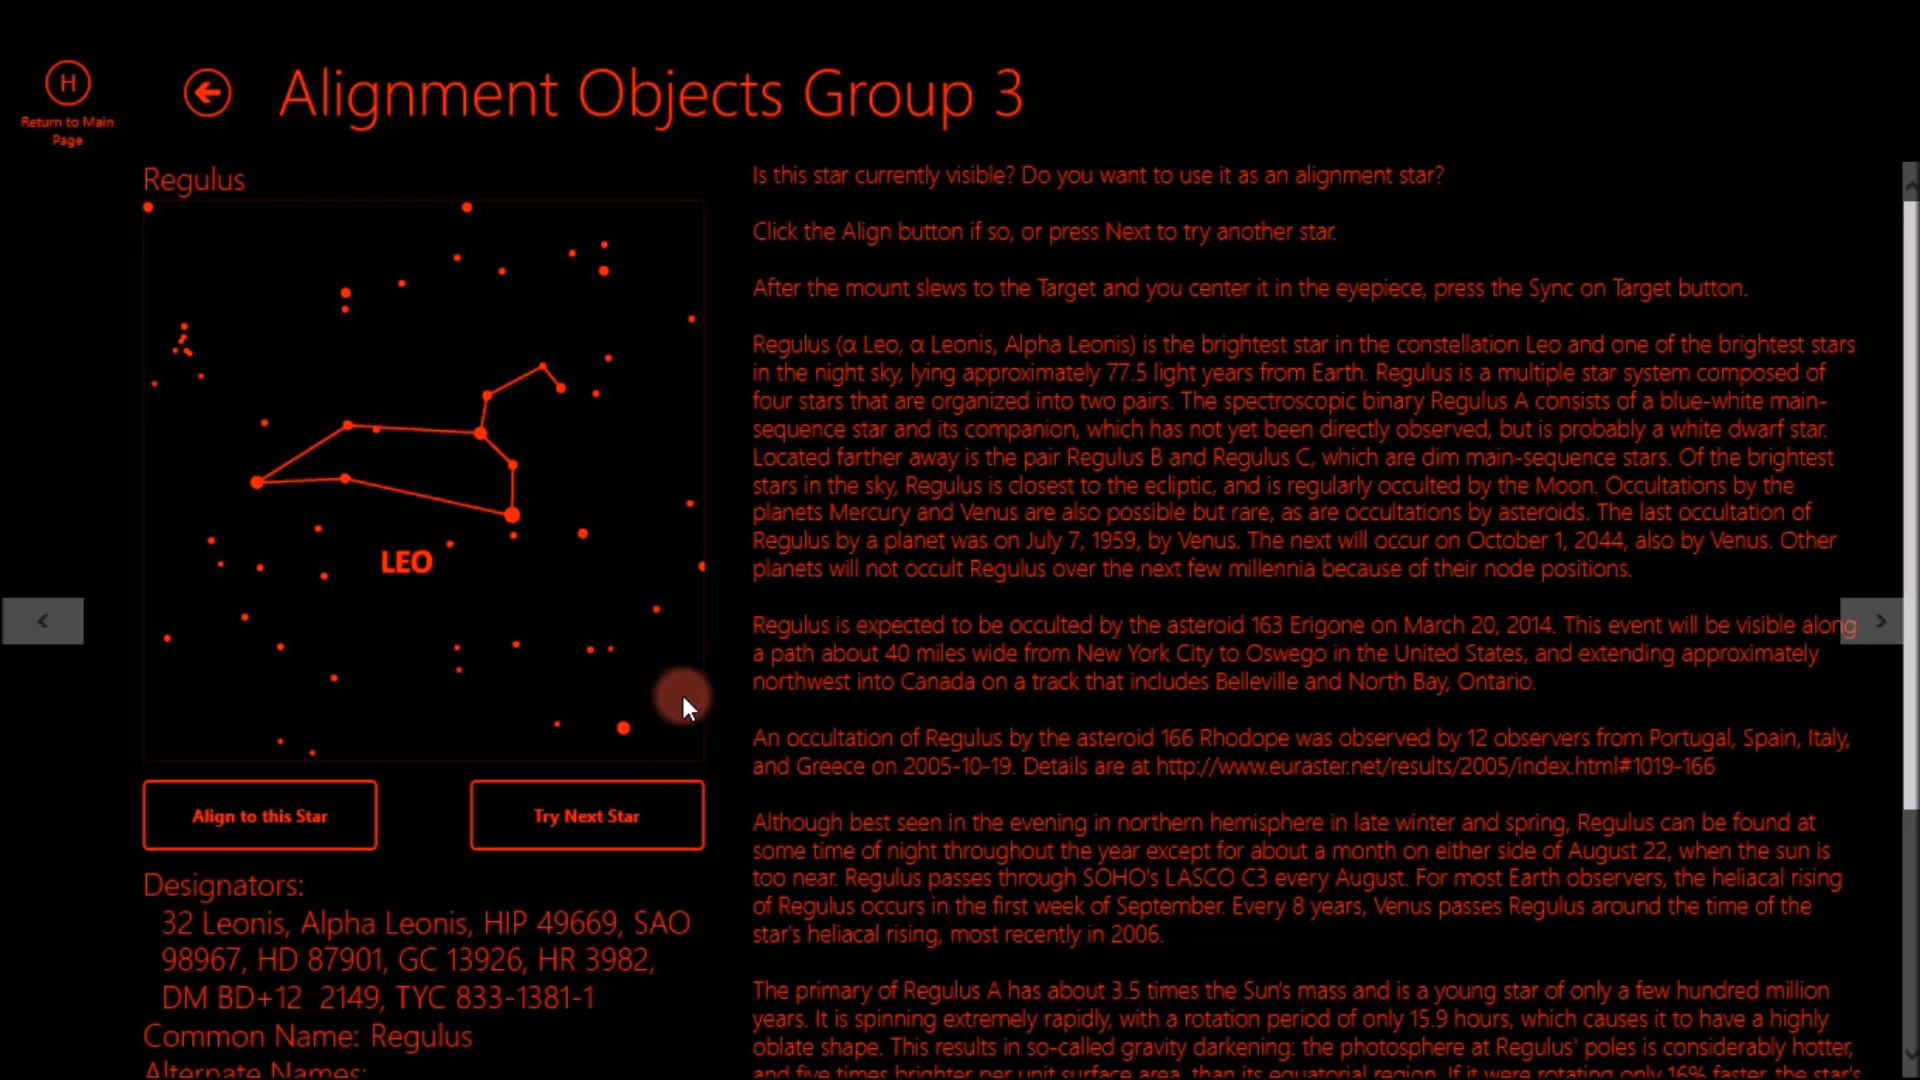 H
Return to Main
Page
Alignment Objects Group 3
Regulus
LEO
Align to this Star
Try Next Star
Designators:
32 Leonis, Alpha Leonis, HIP 49669, SAO
98967, HD 87901, GC 13926, HR 3982,
DM BD+12 2149, TYC 833-1381-1
Common Name: Regulus
Alternate Names:
Is this star currently visible? Do you want to use it as an alignment star?
Click the Align button if so, or press Next to try another star.
After the mount slews to the Target and you center it in the eyepiece, press the Sync on Target button.
Regulus (α Leo, α Leonis, Alpha Leonis) is the brightest star in the constellation Leo and one of the brightest stars
in the night sky, lying approximately 77.5 light years from Earth. Regulus is a multiple star system composed of
four stars that are organized into two pairs. The spectroscopic binary Regulus A consists of a blue-white main-
sequence star and its companion, which has not yet been directly observed, but is probably a white dwarf star.
Located farther away is the pair Regulus B and Regulus C, which are dim main-sequence stars. Of the brightest
stars in the sky, Regulus is closest to the ecliptic, and is regularly occulted by the Moon. Occultations by the
planets Mercury and Venus are also possible but rare, as are occultations by asteroids. The last occultation of
Regulus by a planet was on July 7, 1959, by Venus. The next will occur on October 1, 2044, also by Venus. Other
planets will not occult Regulus over the next few millennia because of their node positions.
Regulus is expected to be occulted by the asteroid 163 Erigone on March 20, 2014. This event will be visible along
a path about 40 miles wide from New York City to Oswego in the United States, and extending approximately
northwest into Canada on a track that includes Belleville and North Bay, Ontario.
An occultation of Regulus by the asteroid 166 Rhodope was observed by 12 observers from Portugal, Spain, Italy,
and Greece on 2005-10-19. Details are at http://www.euraster.net/results/2005/index.html#1019-166
Although best seen in the evening in northern hemisphere in late winter and spring, Regulus can be found at
some time of night throughout the year except for about a month on either side of August 22, when the sun is
too near. Regulus passes through SOHO's LASCO C3 every August. For most Earth observers, the heliacal rising
of Regulus occurs in the first week of September. Every 8 years, Venus passes Regulus around the time of the
star's heliacal rising, most recently in 2006.
The primary of Regulus A has about 3.5 times the Sun's mass and is a young star of only a few hundred million
years. It is spinning extremely rapidly, with a rotation period of only 15.9 hours, which causes it to have a highly
oblate shape. This results in so-called gravity darkening: the photosphere at Regulus' poles is considerably hotter,
and five times brighter per unit surface area, than its equatorial region. If it were rotating only 16% faster, the star's